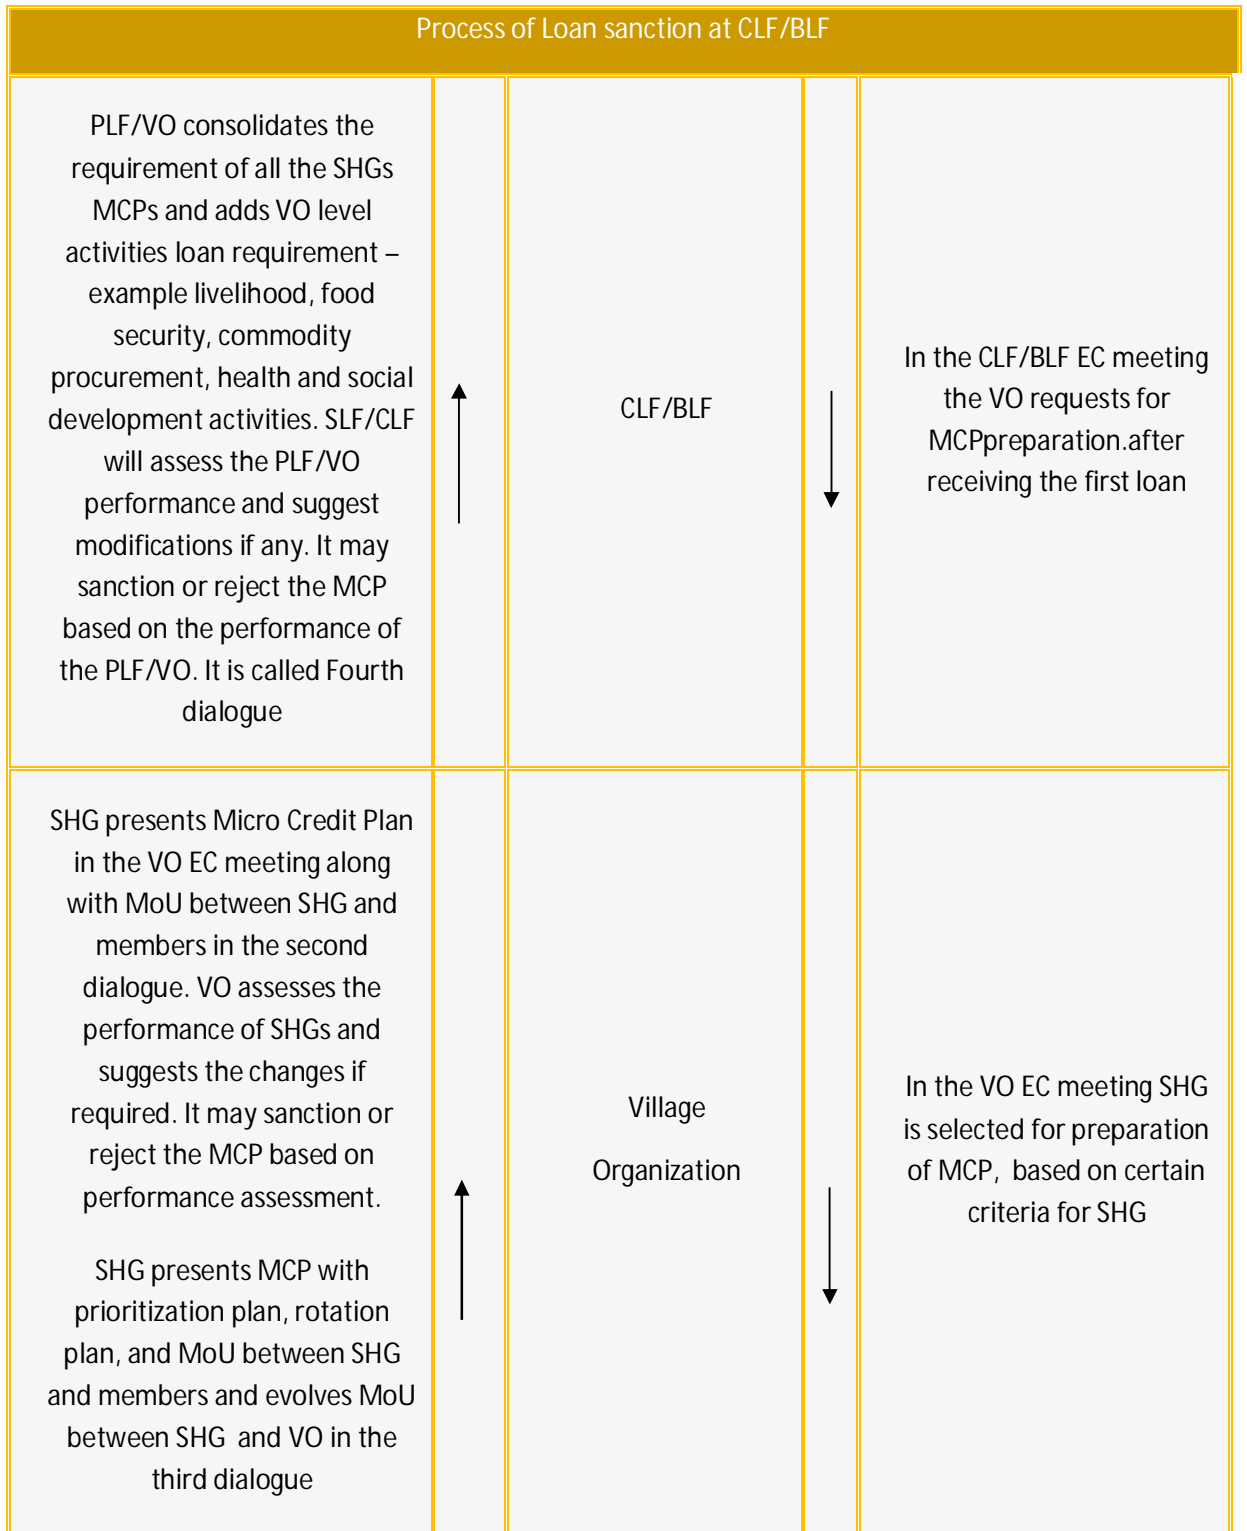 Process of Loan sanction at CLF/BLF
PLF/VO consolidates the
requirement of all the SHGs
MCPs and adds VO level
activities loan requirement –
example livelihood, food
security, commodity
procurement, health and social
development activities. SLF/CLF
will assess the PLF/VO
performance and suggest
modifications if any. It may
sanction or reject the MCP
based on the performance of
the PLF/VO. It is called Fourth
dialogue
CLF/BLF
In the CLF/BLF EC meeting
the VO requests for
MCPpreparation.after
receiving the first loan
SHG presents Micro Credit Plan
in the VO EC meeting along
with MoU between SHG and
members in the second
dialogue. VO assesses the
performance of SHGs and
suggests the changes if
required. It may sanction or
reject the MCP based on
performance assessment.
SHG presents MCP with
prioritization plan, rotation
plan, and MoU between SHG
and members and evolves MoU
between SHG and VO in the
third dialogue
Village
Organization
In the VO EC meeting SHG
is selected for preparation
of MCP, based on certain
criteria for SHG